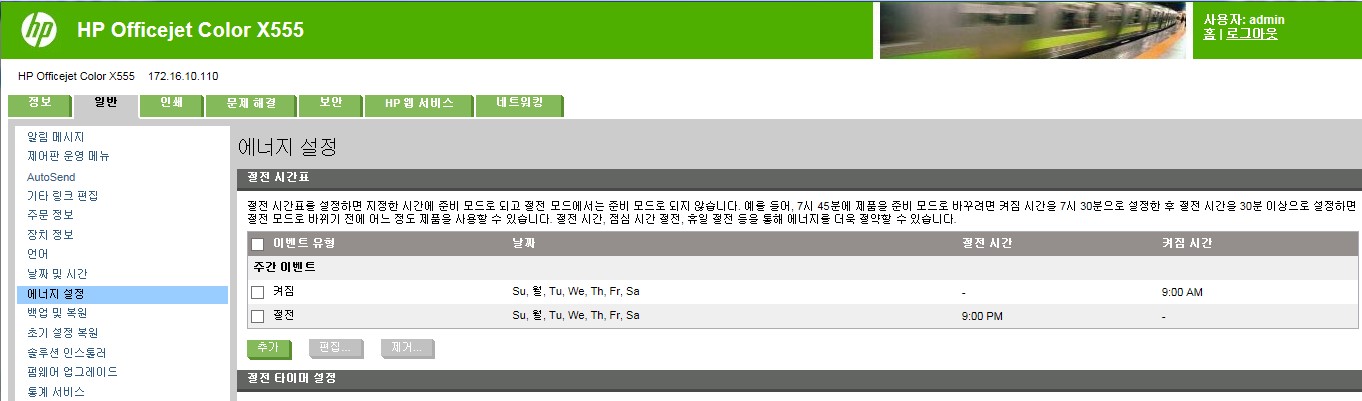 hp HP Officejet Color X555
사용자: admin
홈 | 로그아웃
HP Officejet Color X555 172.16.10.110
정보 일반 인쇄 문제 해결 보안 HP 웹 서비스 네트워킹
알림 메시지
제어판 운영 메뉴
AutoSend
기타 링크 편집
주문 정보
장치 정보
언어
날짜 및 시간
에너지 설정
백업 및 복원
초기 설정 복원
솔루션 인스톨러
펌웨어 업그레이드
통계 서비스
에너지 설정
절전 시간표
절전 시간표를 설정하면 지정한 시간에 준비 모드로 되고 절전 모드에서는 준비 모드로 되지 않습니다. 예를 들어, 7시 45분에 제품을 준비 모드로 바꾸려면 켜짐 시간을 7시 30분으로 설정한 후 절전 시간을 30분 이상으로 설정하면
절전 모드로 바뀌기 전에 어느 정도 제품을 사용할 수 있습니다. 절전 시간, 점심 시간 절전, 휴일 절전 등을 통해 에너지를 더욱 절약할 수 있습니다.
이벤트 유형 날짜 절전 시간 켜짐 시간
주간 이벤트
켜짐 Su, 월, Tu, We, Th, Fr, Sa - 9:00 AM
절전 Su, 월, Tu, We, Th, Fr, Sa 9:00 PM -
추가 편집... 제거...
절전 타이머 설정